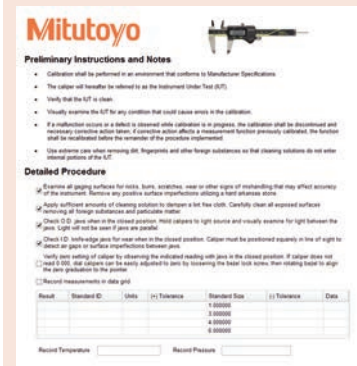 Mitutoyo
Preliminary Instructions and Notes
• Calibration shall be performed in an environment that conforms to Manufacturer Specifications.
• The caliper will hereafter be referred to as the Instrument Under Test (IUT).
• Verify that the IUT is clean.
• Visually examine the IUT for any condition that could cause errors in the calibration.
• If a malfunction occurs or a defect is observed while calibration is in progress, the calibration shall be discontinued and
necessary corrective action taken; if corrective action affects a measurement function previously calibrated, the function
shall be recalibrated before the remainder of the procedure implemented.
• Use extreme care when removing dirt, fingerprints and other foreign substances so that cleaning solutions do not enter
internal portions of the IUT.
Detailed Procedure
Examine all gaging surfaces for nicks, burrs, scratches, wear or other signs of mishandling that may affect accuracy
of the instrument. Remove any positive surface imperfections utilizing a hard arkansas stone.
Apply sufficient amounts of cleaning solution to dampen a lint free cloth. Carefully clean all exposed surfaces
removing all foreign substances and particulate matter.
Check O.D. jaws when in the closed position. Hold calipers to light source and visually examine for light between the
jaws. Light will not be seen if jaws are parallel.
Check I.D. knife-edge jaws for wear when in the closed position. Caliper must be positioned squarely in line of sight to
detect air gaps or surface imperfections between jaws.
Verify zero setting of caliper by observing the indicated reading with jaws in the closed position. If caliper does not
read 0.000, dial calipers can be easily adjusted to zero by loosening the bezel lock screw, then rotating bezel to align
the zero graduation to the pointer.
Record measurements in data grid
Result Standard ID Units (+) Tolerance Standard Size (-) Tolerance Data
1.000000
3.000000
4.000000
6.000000
Record Temperature Record Pressure